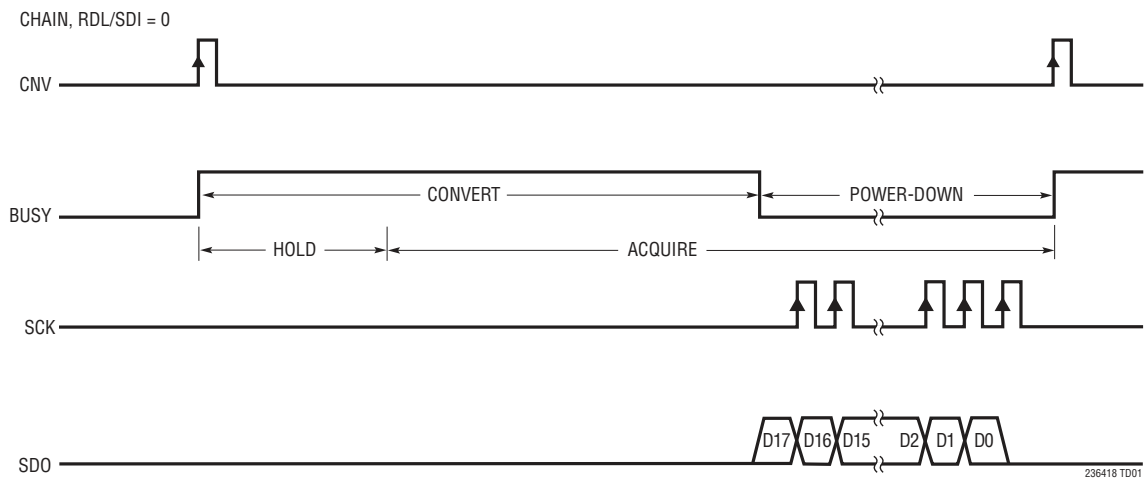 CHAIN, RDL/SDI = 0
CNV
CONVERT
POWER-DOWN
BUSY
HOLD
ACQUIRE
SCK
D17 D16 D15 D2 D1 D0
SDO
236418 TD01